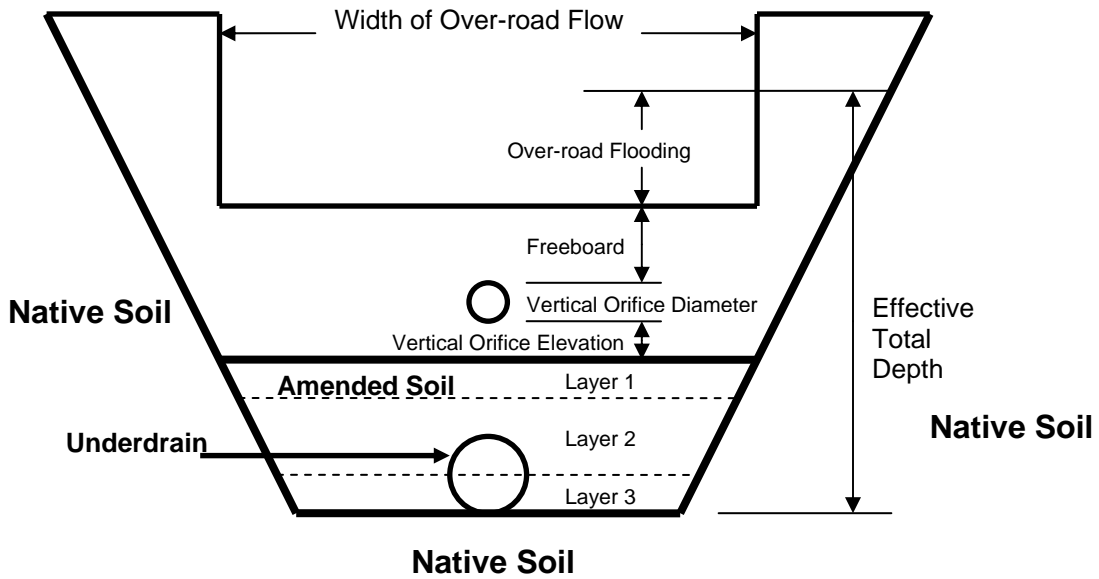 Width of Over-road Flow
Over-road Flooding
Freeboard
Native Soil
Vertical Orifice Diameter
Effective
Total
Depth
Vertical Orifice Elevation
Amended Soil
Layer 1
Underdrain
Layer 2
Native Soil
Layer 3
Native Soil